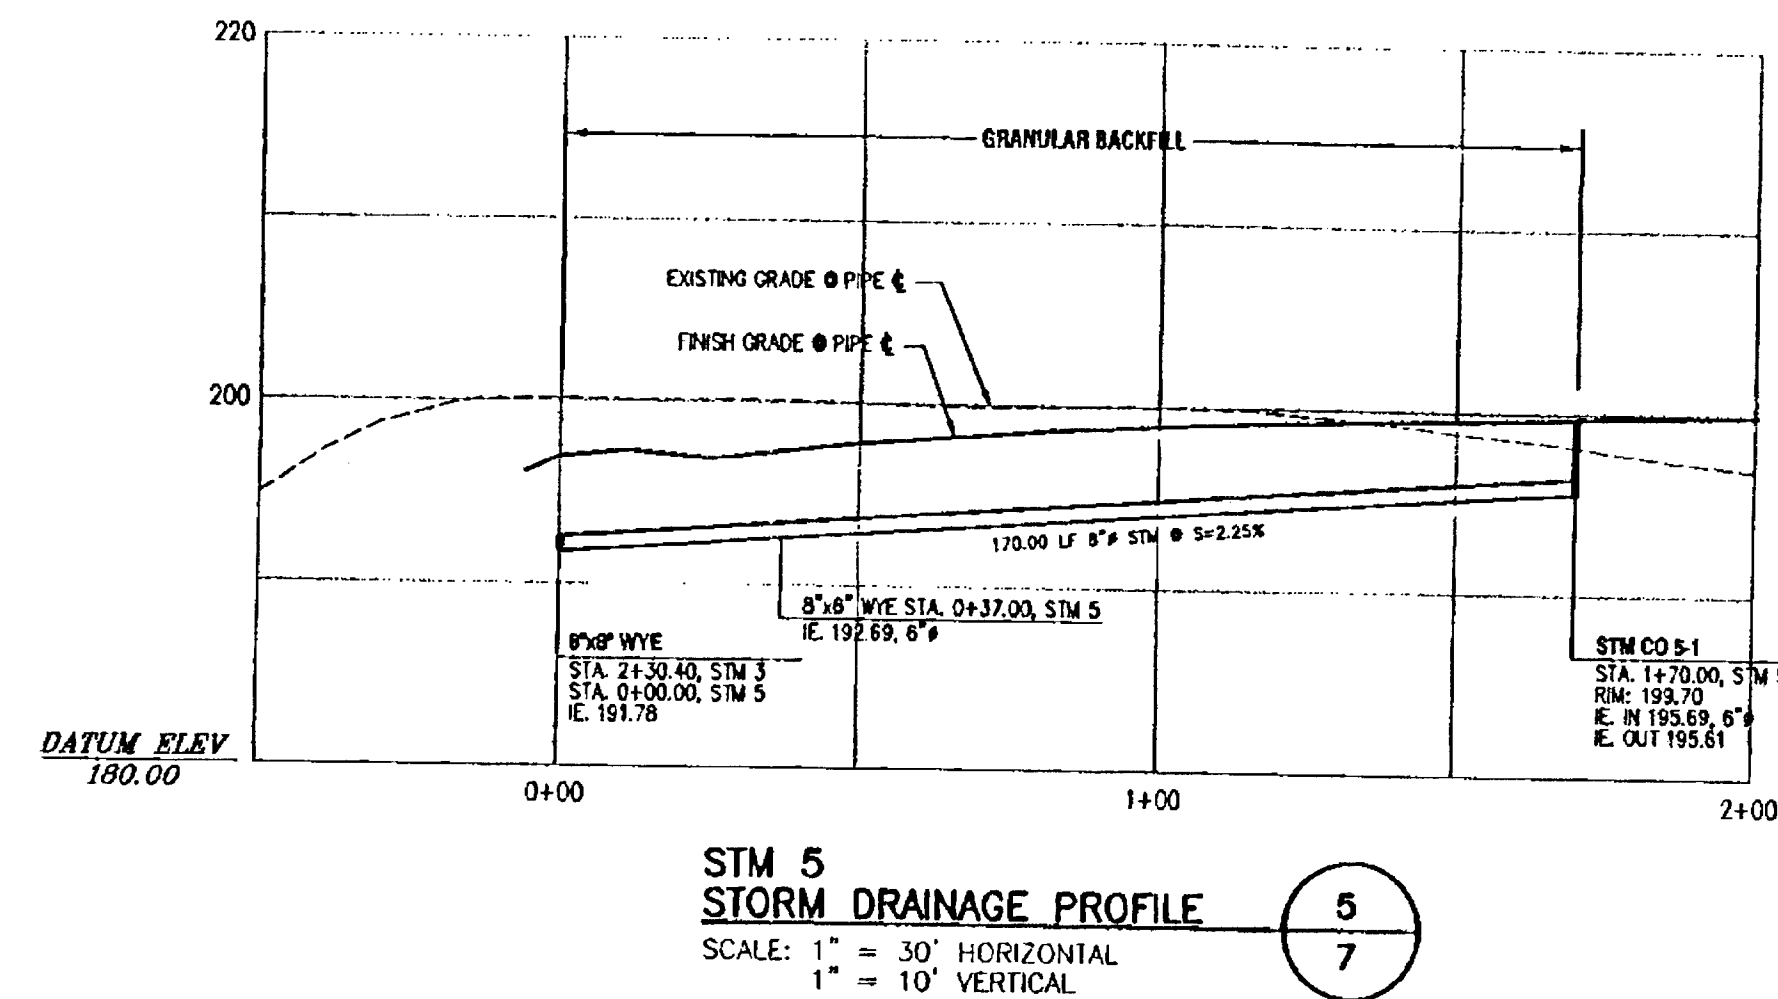 220
GRANULAR BACKFILL
EXISTING GRADE @ PIPE ℄
FINISH GRADE @ PIPE ℄
200
170.00 LF 8"ø STM @ S=2.25%
8"x6" WYE STA. 0+37.00, STM 5
IE. 192.69, 6"ø
8"x8" WYE
STA. 2+30.40, STM 3
STA. 0+00.00, STM 5
IE. 191.78
STM CO 5-1
STA. 1+70.00, STM
RIM: 199.70
IE. IN 195.69, 6"ø
IE. OUT 195.61
DATUM ELEV
180.00
0+00
1+00
2+00
STM 5
STORM DRAINAGE PROFILE
5
7
SCALE: 1" = 30' HORIZONTAL
1" = 10' VERTICAL